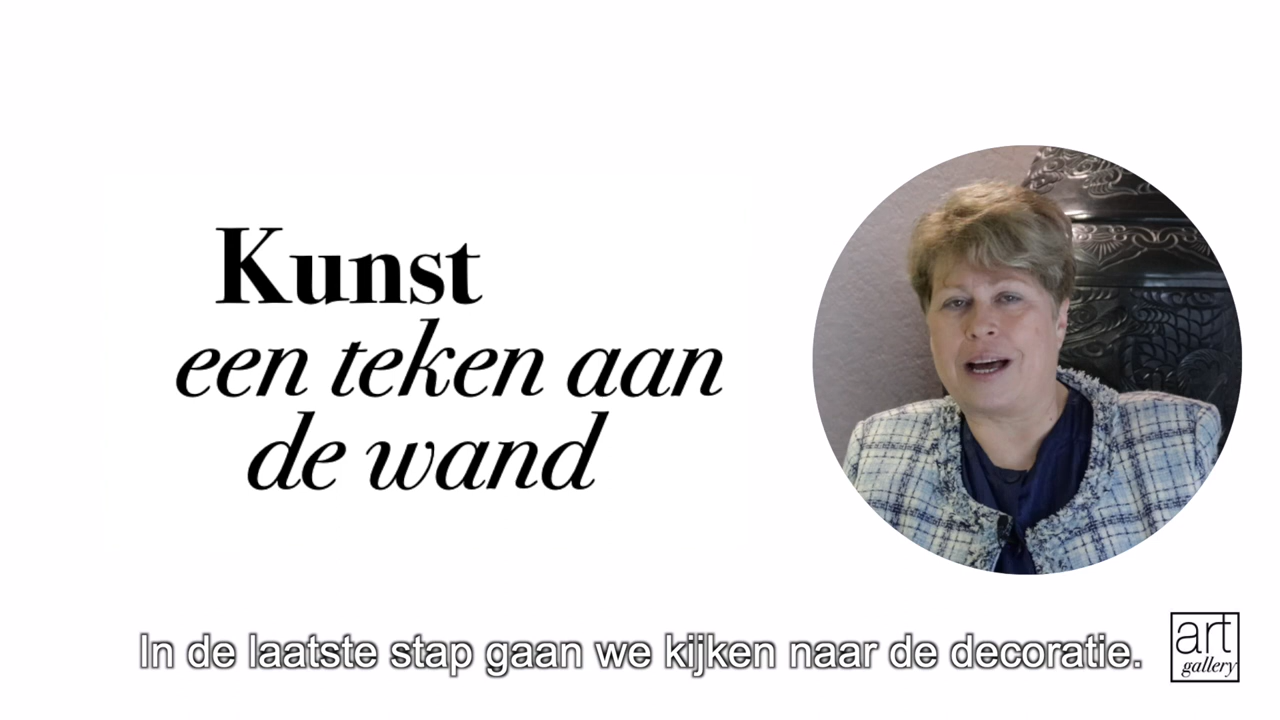 Kunst
een teken aan
de wand
In de laatste stap gaan we kijken naar de decoratie.
art
gallery